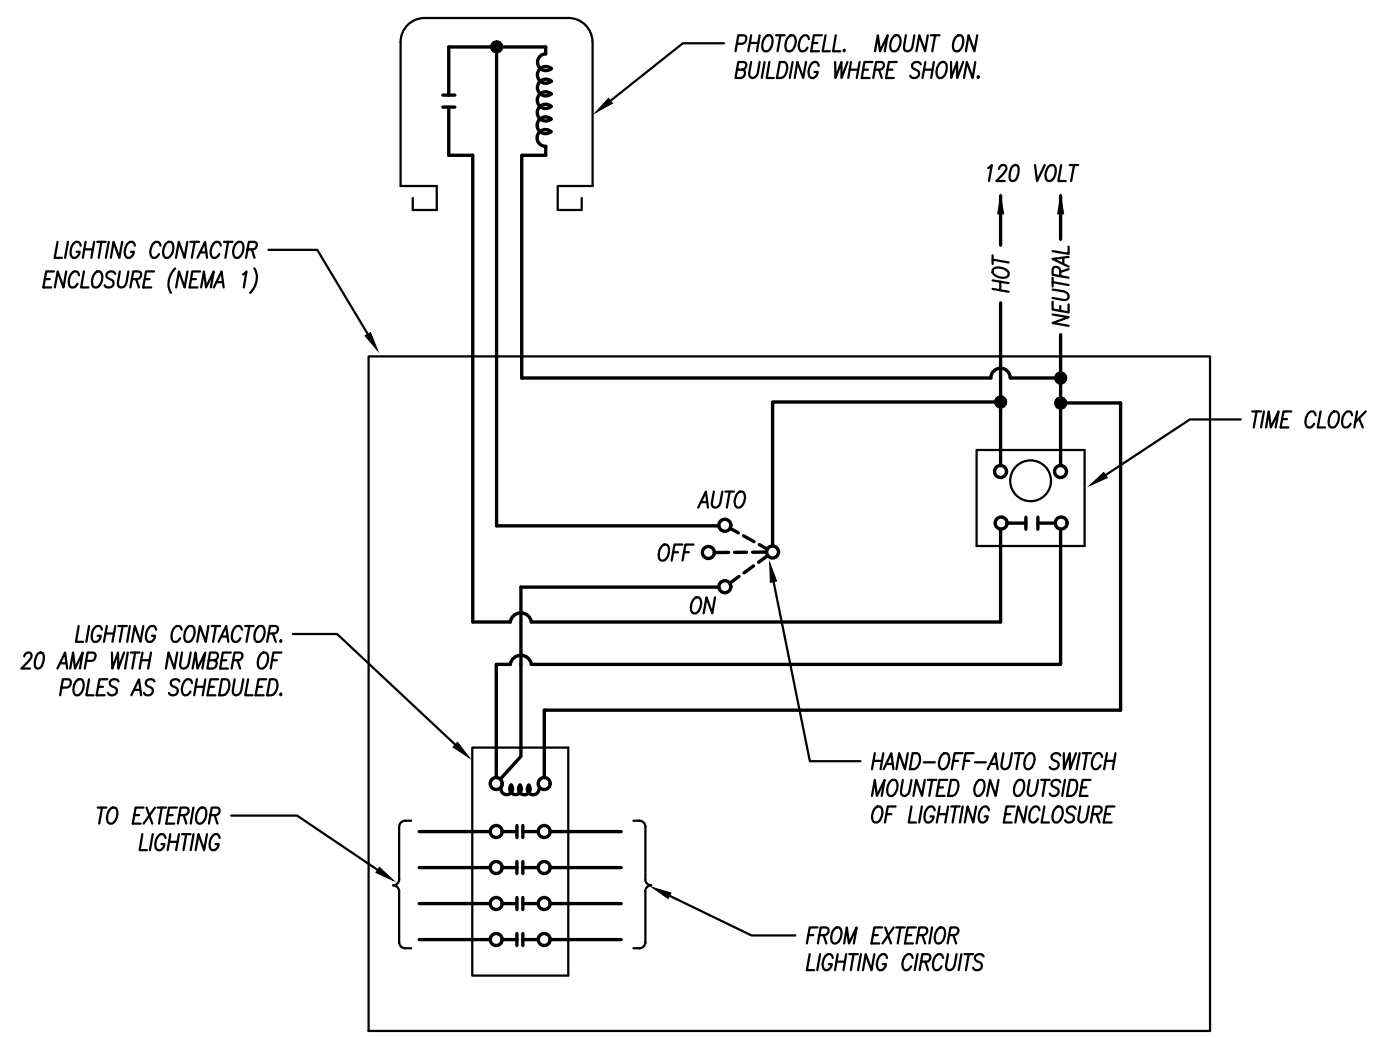 PHOTOCELL. MOUNT ON
BUILDING WHERE SHOWN.
120 VOLT
HOT
NEUTRAL
LIGHTING CONTACTOR
ENCLOSURE (NEMA 1)
TIME CLOCK
AUTO
OFF
ON
LIGHTING CONTACTOR.
20 AMP WITH NUMBER OF
POLES AS SCHEDULED.
HAND-OFF-AUTO SWITCH
MOUNTED ON OUTSIDE
OF LIGHTING ENCLOSURE
TO EXTERIOR
LIGHTING
FROM EXTERIOR
LIGHTING CIRCUITS